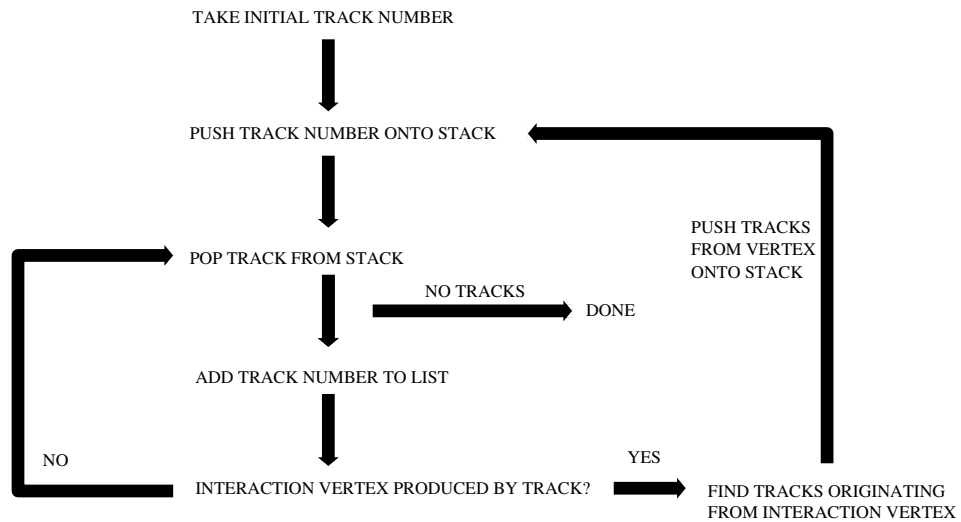 TAKE INITIAL TRACK NUMBER
PUSH TRACK NUMBER ONTO STACK
PUSH TRACKS
FROM VERTEX
ONTO STACK
POP TRACK FROM STACK
NO TRACKS
DONE
ADD TRACK NUMBER TO LIST
NO
YES
INTERACTION VERTEX PRODUCED BY TRACK?
FIND TRACKS ORIGINATING
FROM INTERACTION VERTEX